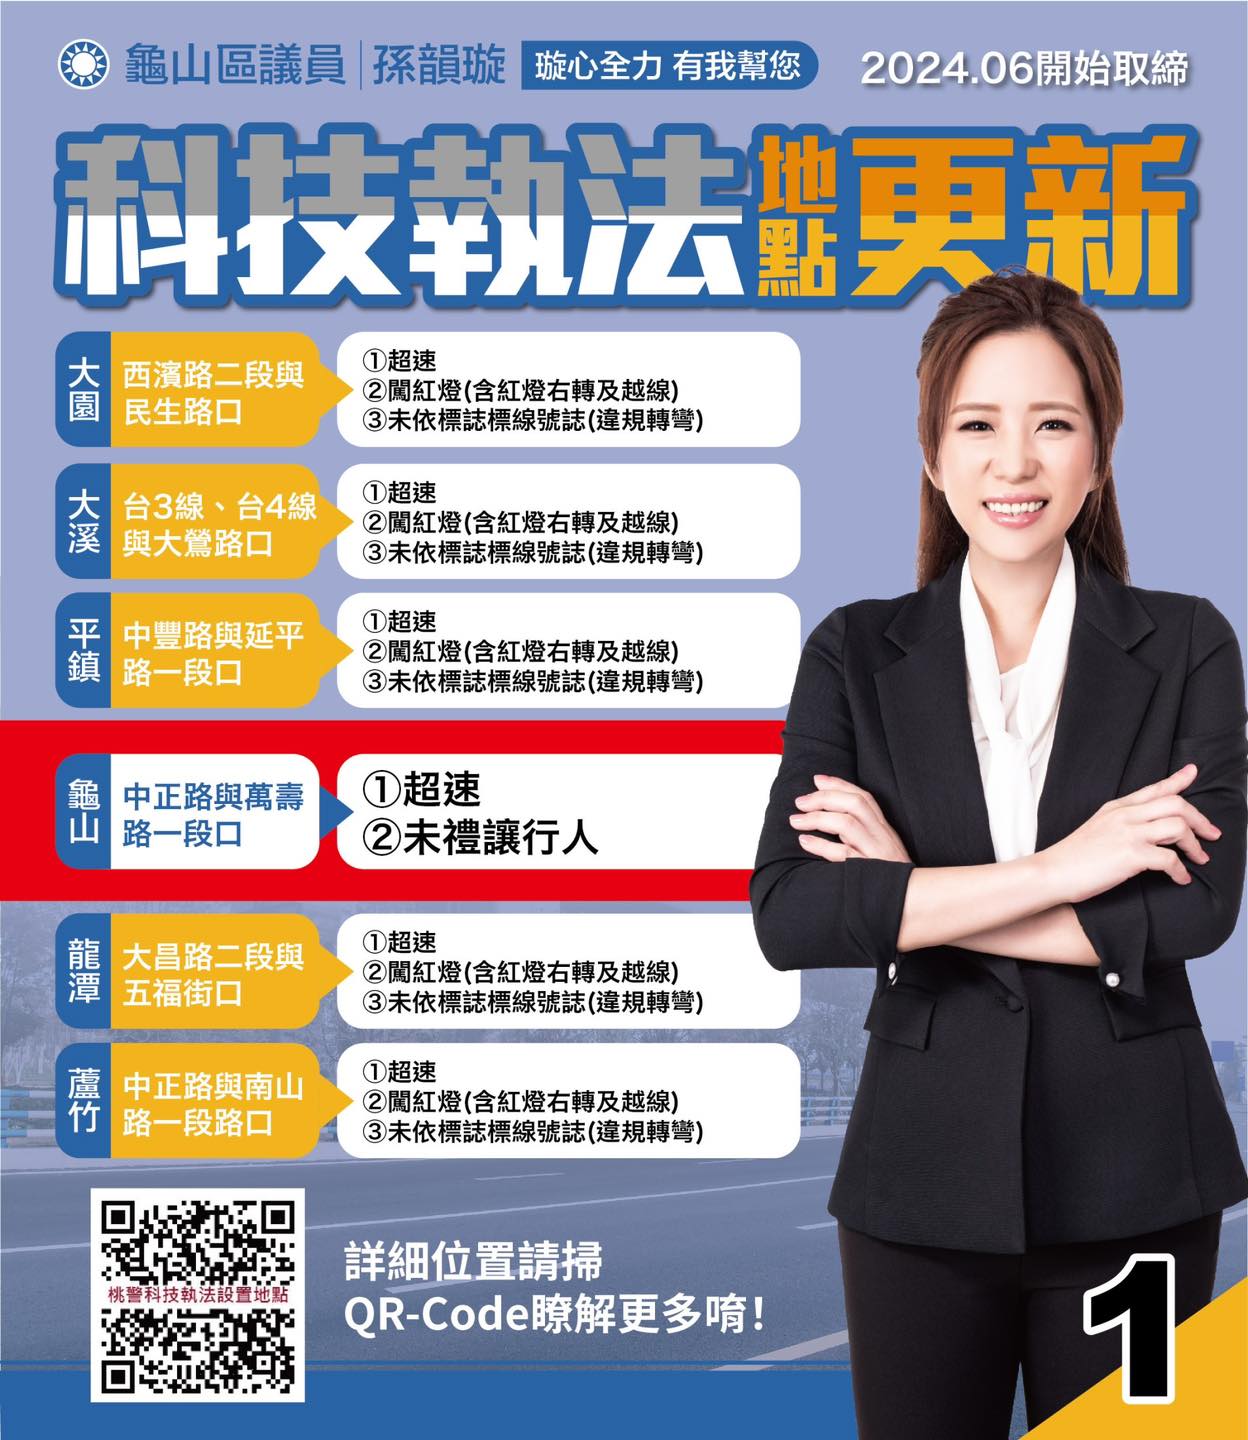 龜山區議員 孫韻璇 璇心全力 有我幫您 2024.06開始取締
科技執法地點更新
大園
西濱路二段與
民生路口
①超速
②闖紅燈(含紅燈右轉及越線)
③未依標誌標線號誌(違規轉彎)
大溪
台3線、台4線
與大鶯路口
①超速
②闖紅燈(含紅燈右轉及越線)
③未依標誌標線號誌(違規轉彎)
平鎮
中豐路與延平
路一段口
①超速
②闖紅燈(含紅燈右轉及越線)
③未依標誌標線號誌(違規轉彎)
龜山
中正路與萬壽
路一段口
①超速
②未禮讓行人
龍潭
大昌路二段與
五福街口
①超速
②闖紅燈(含紅燈右轉及越線)
③未依標誌標線號誌(違規轉彎)
蘆竹
中正路與南山
路一段路口
①超速
②闖紅燈(含紅燈右轉及越線)
③未依標誌標線號誌(違規轉彎)
桃警科技執法設置地點
詳細位置請掃
QR-Code瞭解更多唷!
1